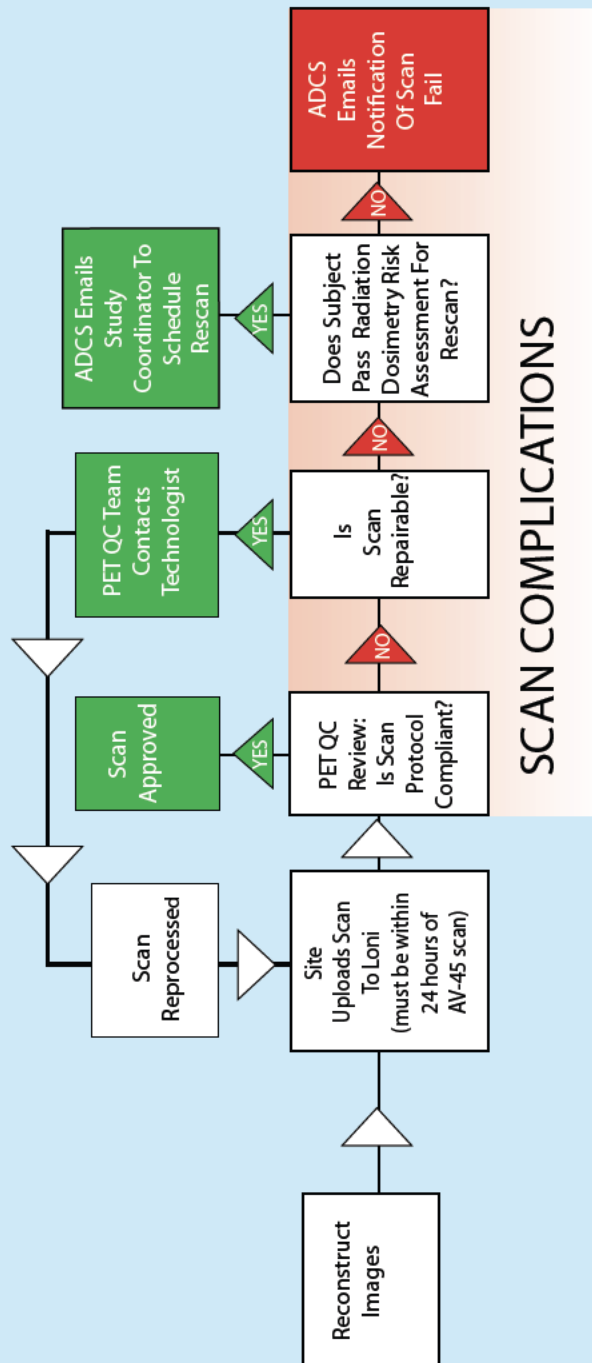 Reconstruct
Images
Site
Uploads Scan
To Loni
(must be within
24 hours of
AV-45 scan)
Scan
Reprocessed
PET QC
Review:
Is Scan
Protocol
Compliant?
YES
Scan
Approved
NO
Is
Scan
Repairable?
YES
PET QC Team
Contacts
Technologist
NO
Does Subject
Pass Radiation
Dosimetry Risk
Assessment For
Rescan?
YES
ADCS Emails
Study
Coordinator To
Schedule
Rescan
NO
ADCS
Emails
Notification
Of Scan
Fail
SCAN COMPLICATIONS